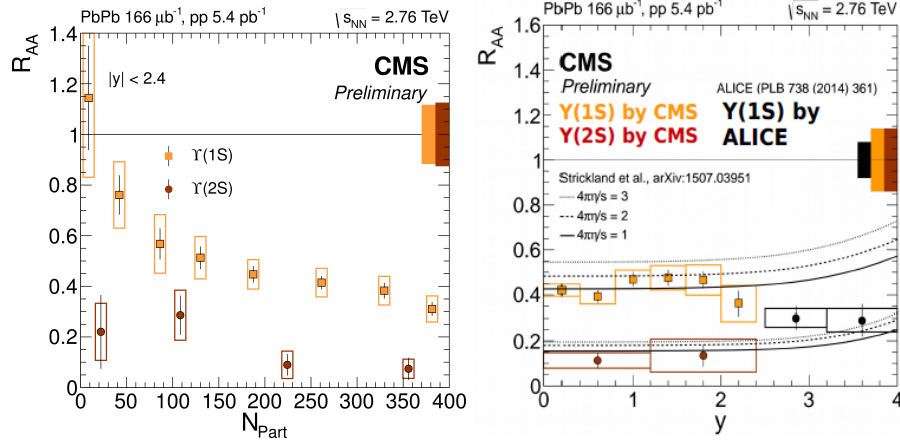 PbPb 166 μb⁻¹, pp 5.4 pb⁻¹ √s_NN = 2.76 TeV
R_AA
1.4
1.2
1
0.8
0.6
0.4
0.2
0
|y| < 2.4
CMS
Preliminary
ϒ(1S)
ϒ(2S)
0 50 100 150 200 250 300 350 400
N_Part
PbPb 166 μb⁻¹, pp 5.4 pb⁻¹ √s_NN = 2.76 TeV
R_AA
1.6
1.4
1.2
1
0.8
0.6
0.4
0.2
0
CMS
Preliminary
ALICE (PLB 738 (2014) 361)
Y(1S) by CMS
Y(2S) by CMS
Y(1S) by
ALICE
Strickland et al., arXiv:1507.03951
4πη/s = 3
4πη/s = 2
4πη/s = 1
0 1 2 3 4
y